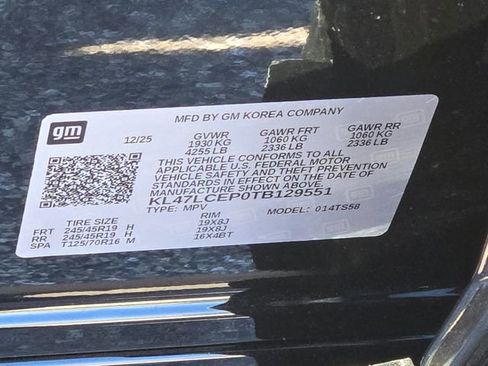 gm
MFD BY GM KOREA COMPANY
12/25 GVWR GAWR FRT GAWR RR
1930 KG 1060 KG 1060 KG
4255 LB 2336 LB 2336 LB
THIS VEHICLE CONFORMS TO ALL
APPLICABLE U.S. FEDERAL MOTOR
VEHICLE SAFETY AND THEFT PREVENTION
STANDARDS IN EFFECT ON THE DATE OF
MANUFACTURE SHOWN ABOVE.
KL47LCEP0TB129551
TYPE: MPV MODEL: 014TS58
TIRE SIZE RIM
FRT 245/45R19 H 19X8J
RR 245/45R19 H 19X8J
SPA T125/70R16 M 16X4BT